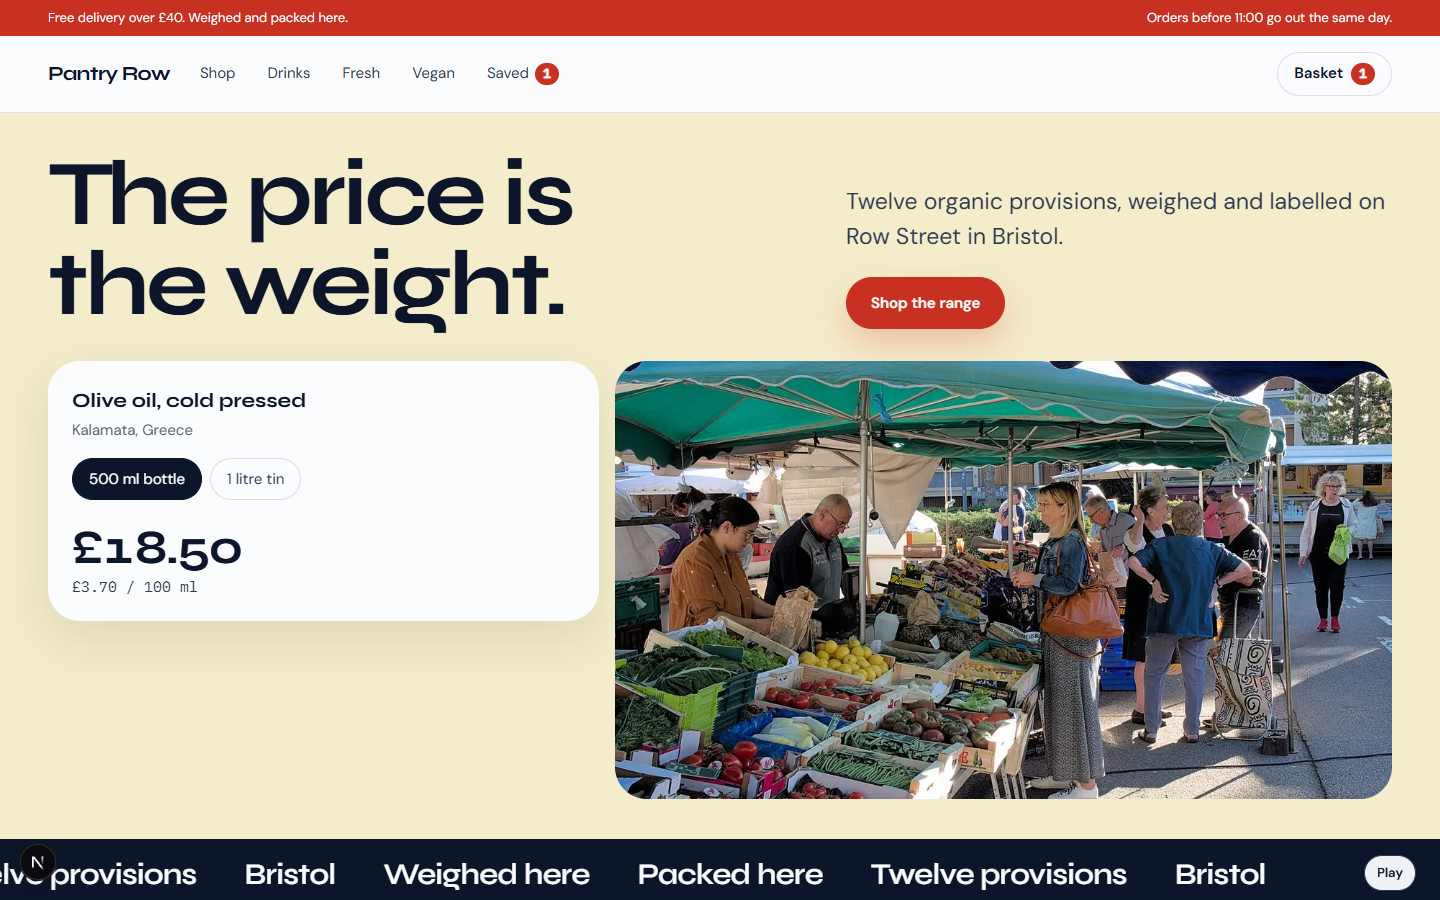 Free delivery over £40. Weighed and packed here.
Orders before 11:00 go out the same day.
Pantry Row
Shop
Drinks
Fresh
Vegan
Saved 1
Basket 1
The price is
the weight.
Twelve organic provisions, weighed and labelled on
Row Street in Bristol.
Shop the range
Olive oil, cold pressed
Kalamata, Greece
500 ml bottle
1 litre tin
£18.50
£3.70 / 100 ml
EAT
N
provisions
Bristol
Weighed here
Packed here
Twelve provisions
Bristol
Play